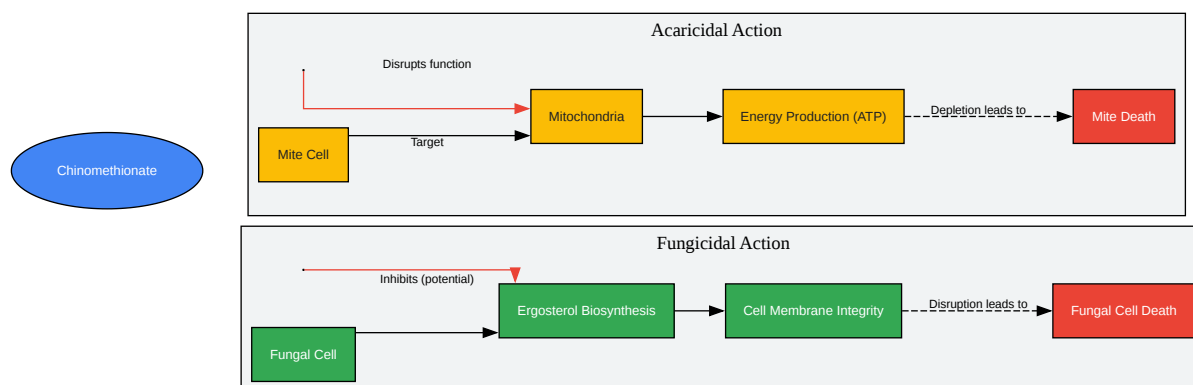 Chinomethionate
Acaricidal Action
Disrupts function
Mitochondria
Energy Production (ATP)
Depletion leads to
Mite Death
Target
Mite Cell
Fungicidal Action
Inhibits (potential)
Ergosterol Biosynthesis
Cell Membrane Integrity
Disruption leads to
Fungal Cell Death
Fungal Cell